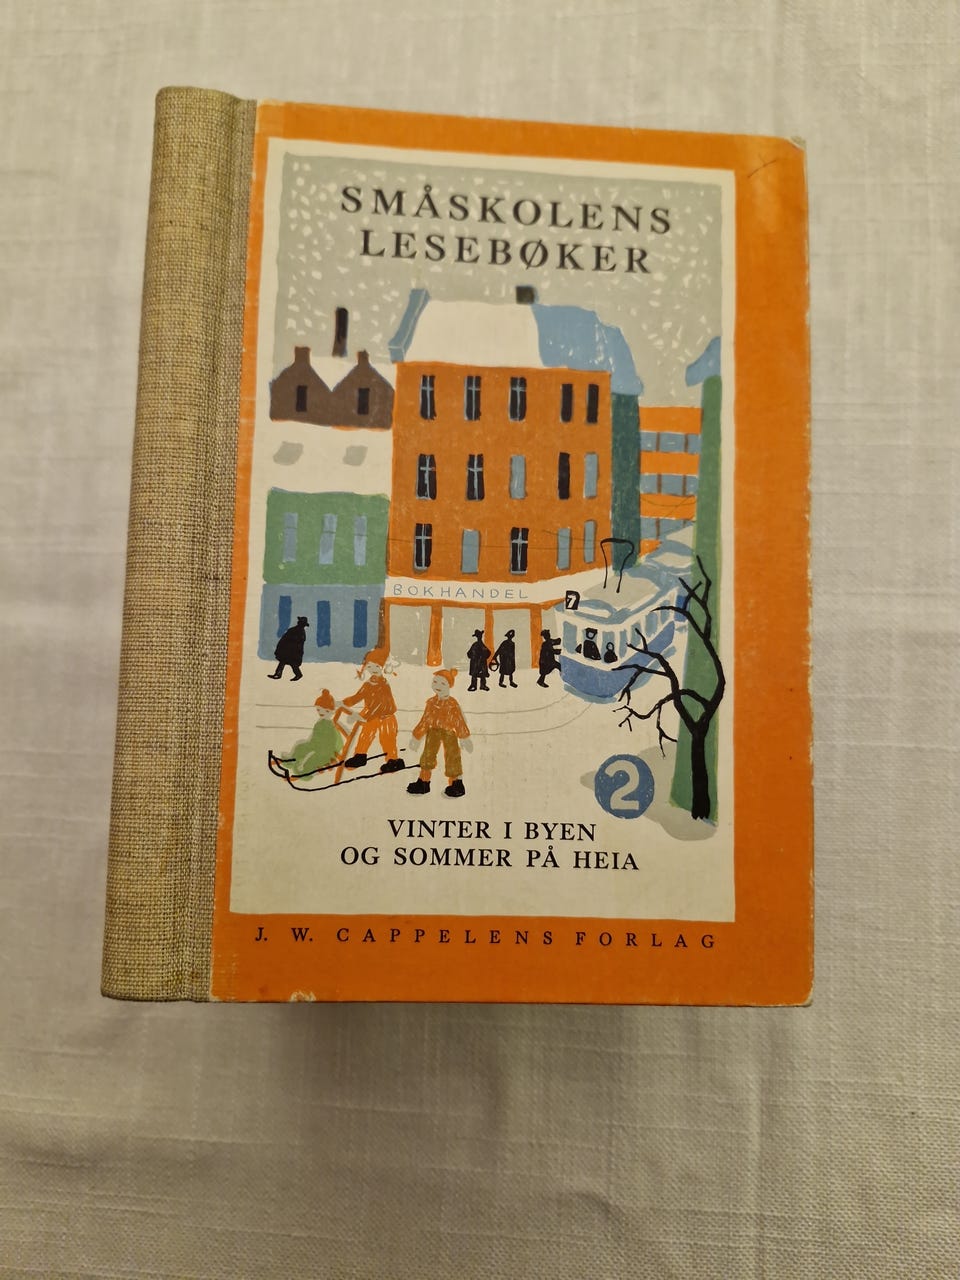 SMÅSKOLENS
LESEBØKER
BOKHANDEL
7
2
VINTER I BYEN
OG SOMMER PÅ HEIA
J. W. CAPPELENS FORLAG